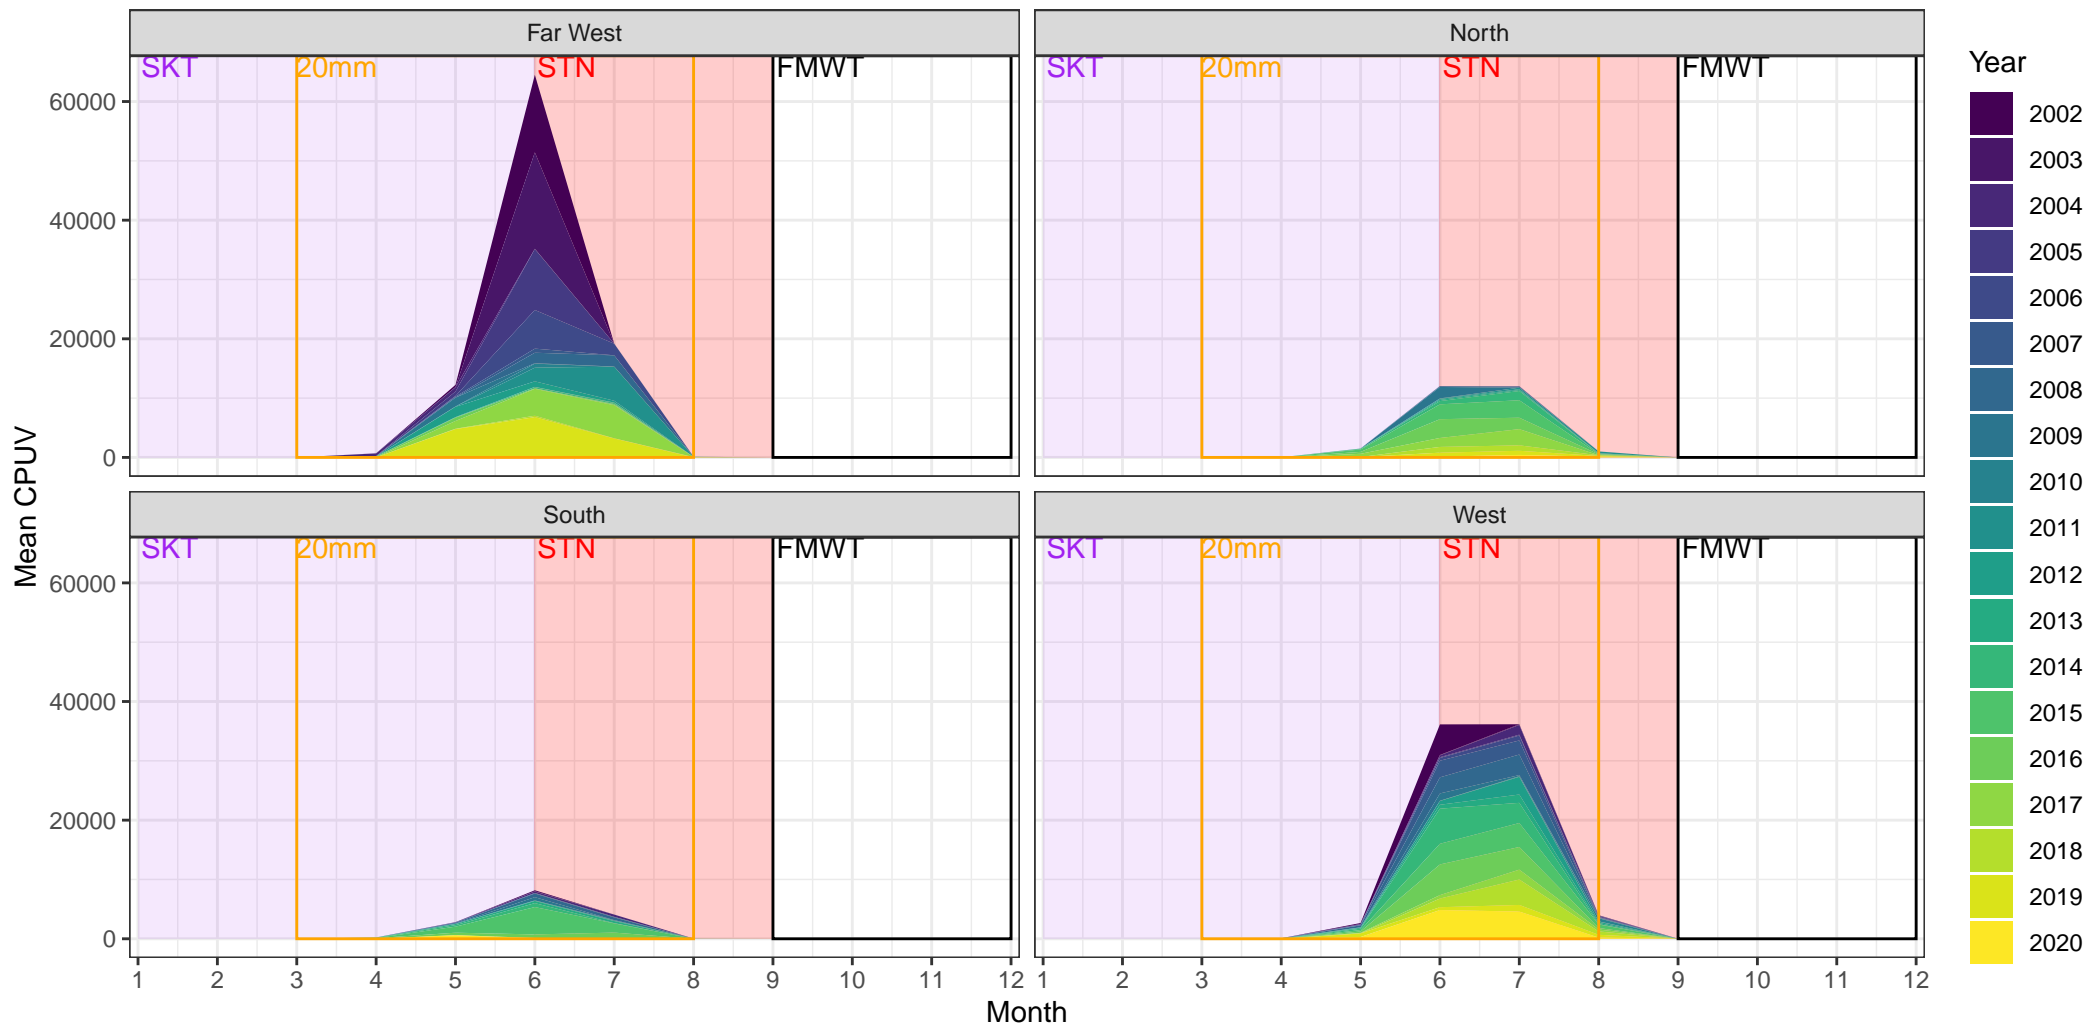 Far West
North
SKT 20mm STN FMWT
SKT 20mm STN FMWT
60000
40000
20000
0
South
West
SKT 20mm STN FMWT
SKT 20mm STN FMWT
60000
40000
20000
0
1 2 3 4 5 6 7 8 9 10 11 12
1 2 3 4 5 6 7 8 9 10 11 12
Month
Mean CPUV
Year
2002
2003
2004
2005
2006
2007
2008
2009
2010
2011
2012
2013
2014
2015
2016
2017
2018
2019
2020